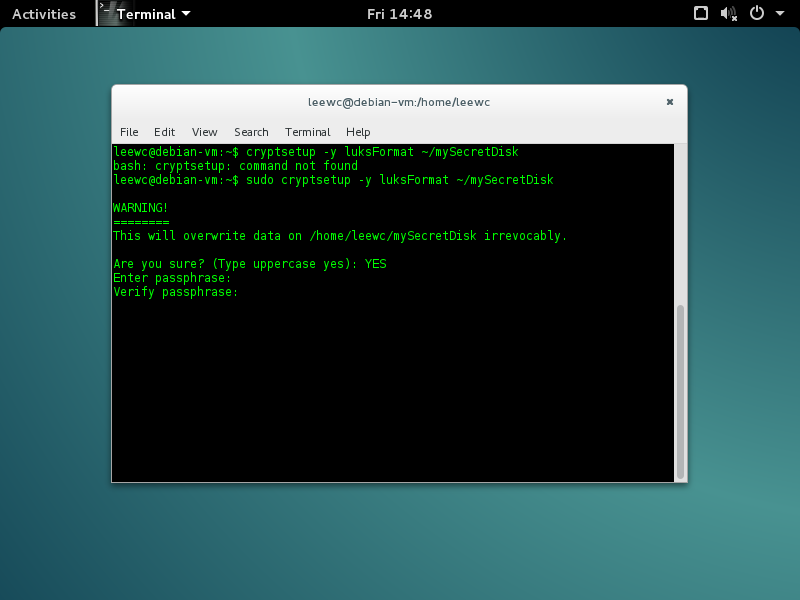 Activities
Terminal
Fri 14:48
leewc@debian-vm:/home/leewc
File Edit View Search Terminal Help
leewc@debian-vm:~$ cryptsetup -y luksFormat ~/mySecretDisk
bash: cryptsetup: command not found
leewc@debian-vm:~$ sudo cryptsetup -y luksFormat ~/mySecretDisk
WARNING!
========
This will overwrite data on /home/leewc/mySecretDisk irrevocably.
Are you sure? (Type uppercase yes): YES
Enter passphrase:
Verify passphrase: